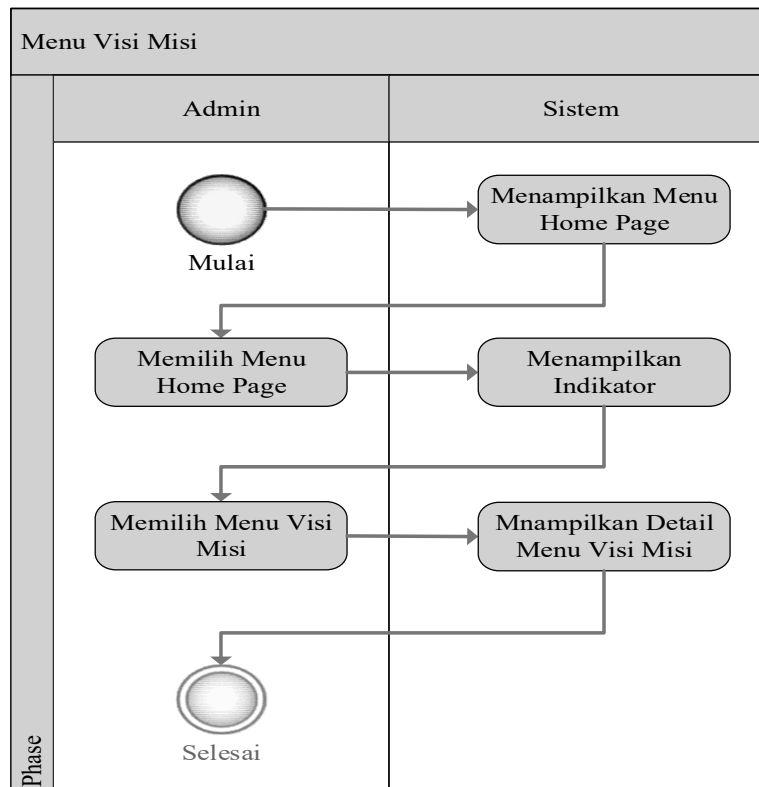 Menu Visi Misi
Admin
Sistem
Mulai
Menampilkan Menu
Home Page
Memilih Menu
Home Page
Menampilkan
Indikator
Memilih Menu Visi
Misi
Mnampilkan Detail
Menu Visi Misi
Selesai
Phase